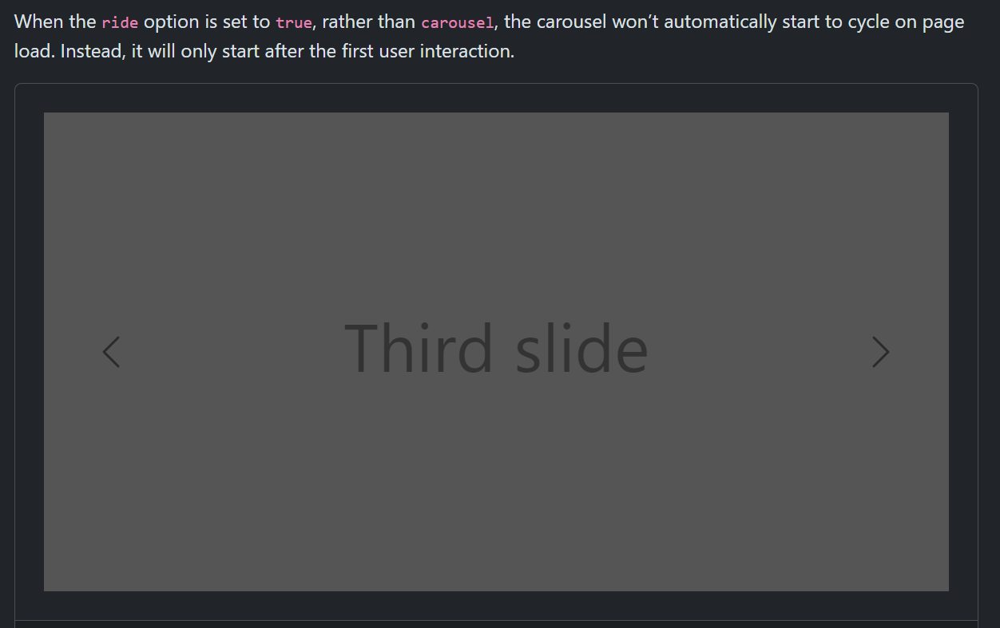 When the ride option is set to true, rather than carousel, the carousel won’t automatically start to cycle on page
load. Instead, it will only start after the first user interaction.
Third slide